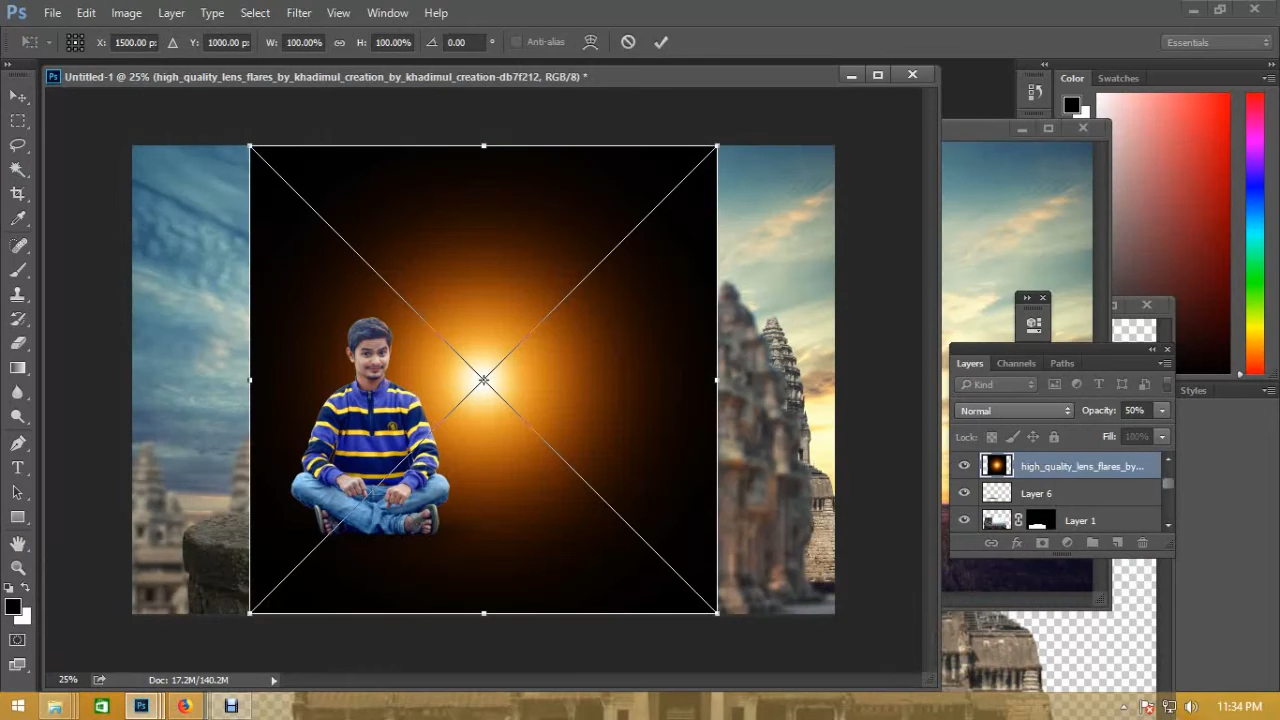 Ps File Edit Image Layer Type Select Filter View Window Help
X: 1500.00 p: Y: 1000.00 p: W: 100.00% H: 100.00% 0.00 ° Anti-alias Essentials
Ps Untitled-1 @ 25% (high_quality_lens_flares_by_khadimul_creation_by_khadimul_creation-db7f212, RGB/8) *
Color Swatches
Layers Channels Paths
Kind
Normal Opacity: 50%
Lock: Fill: 100%
high_quality_lens_flares_by...
Layer 6
Layer 1
Styles
25% Doc: 17.2M/140.2M
Ps 11:34 PM